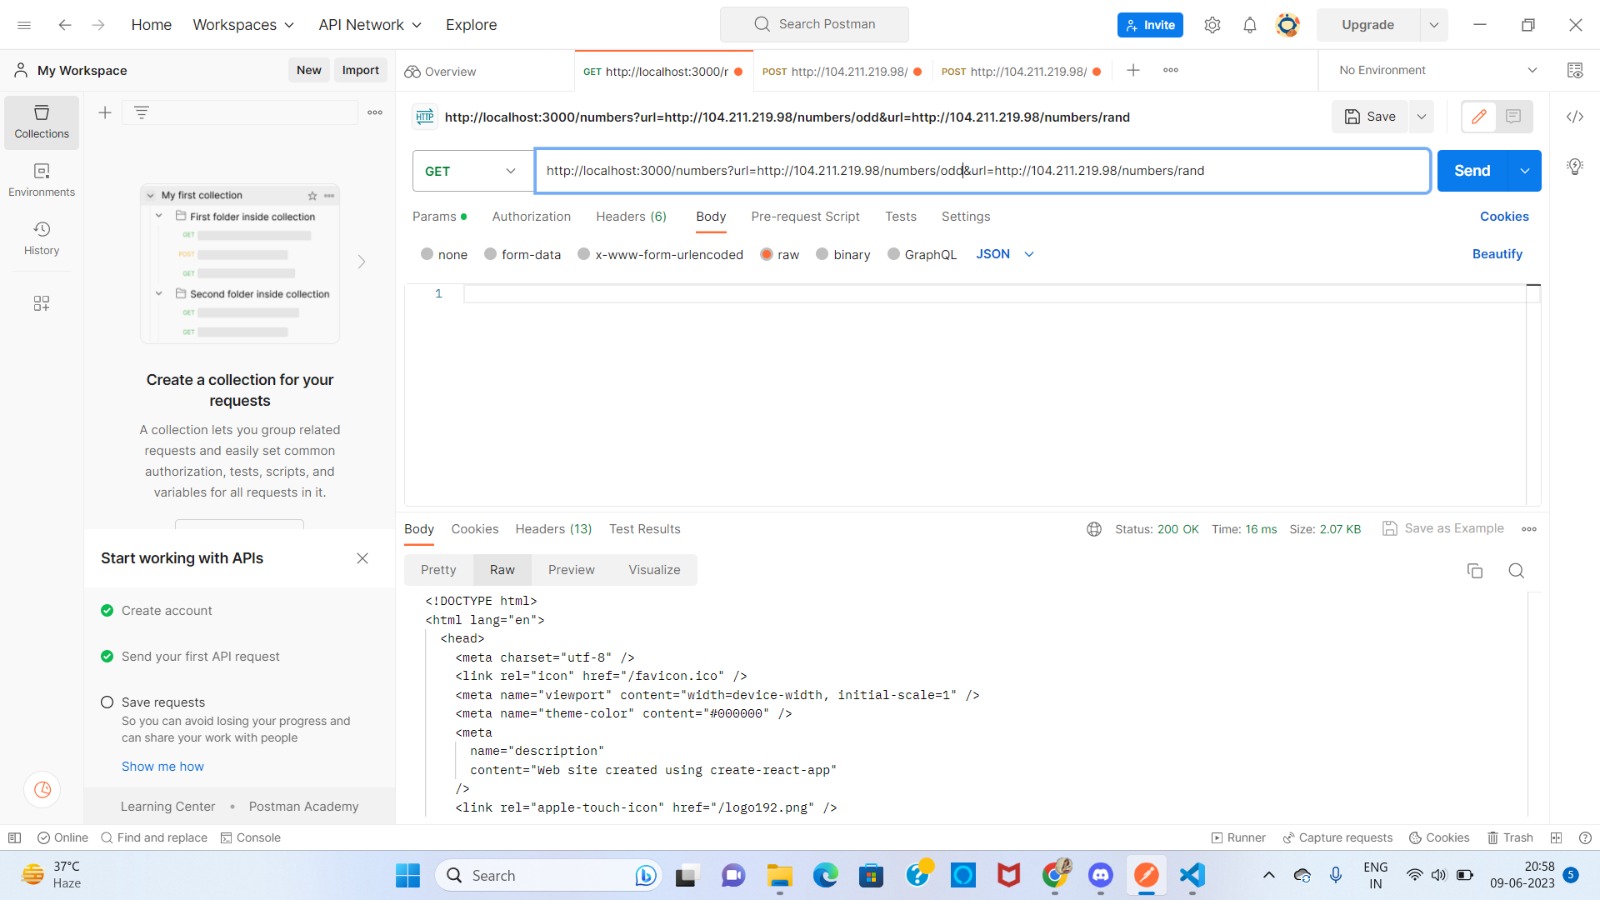 Home Workspaces API Network Explore
Search Postman
Invite
Upgrade
My Workspace
New Import
Overview
GET http://localhost:3000/r
POST http://104.211.219.98/
POST http://104.211.219.98/
No Environment
Collections
Environments
History
HTTP http://localhost:3000/numbers?url=http://104.211.219.98/numbers/odd&url=http://104.211.219.98/numbers/rand
Save
GET http://localhost:3000/numbers?url=http://104.211.219.98/numbers/odd&url=http://104.211.219.98/numbers/rand
Send
Params Authorization Headers (6) Body Pre-request Script Tests Settings
Cookies
none form-data x-www-form-urlencoded raw binary GraphQL JSON
Beautify
1
My first collection
First folder inside collection
GET
POST
GET
Second folder inside collection
GET
GET
Create a collection for your
requests
A collection lets you group related
requests and easily set common
authorization, tests, scripts, and
variables for all requests in it.
Start working with APIs
Create account
Send your first API request
Save requests
So you can avoid losing your progress and
can share your work with people
Show me how
Learning Center • Postman Academy
Body Cookies Headers (13) Test Results
Status: 200 OK Time: 16 ms Size: 2.07 KB
Save as Example
Pretty Raw Preview Visualize
<!DOCTYPE html>
<html lang="en">
<head>
<meta charset="utf-8" />
<link rel="icon" href="/favicon.ico" />
<meta name="viewport" content="width=device-width, initial-scale=1" />
<meta name="theme-color" content="#000000" />
<meta
name="description"
content="Web site created using create-react-app"
/>
<link rel="apple-touch-icon" href="/logo192.png" />
Online Find and replace Console
Runner Capture requests Cookies Trash
37°C
Haze
Search
ENG
IN
20:58
09-06-2023
5